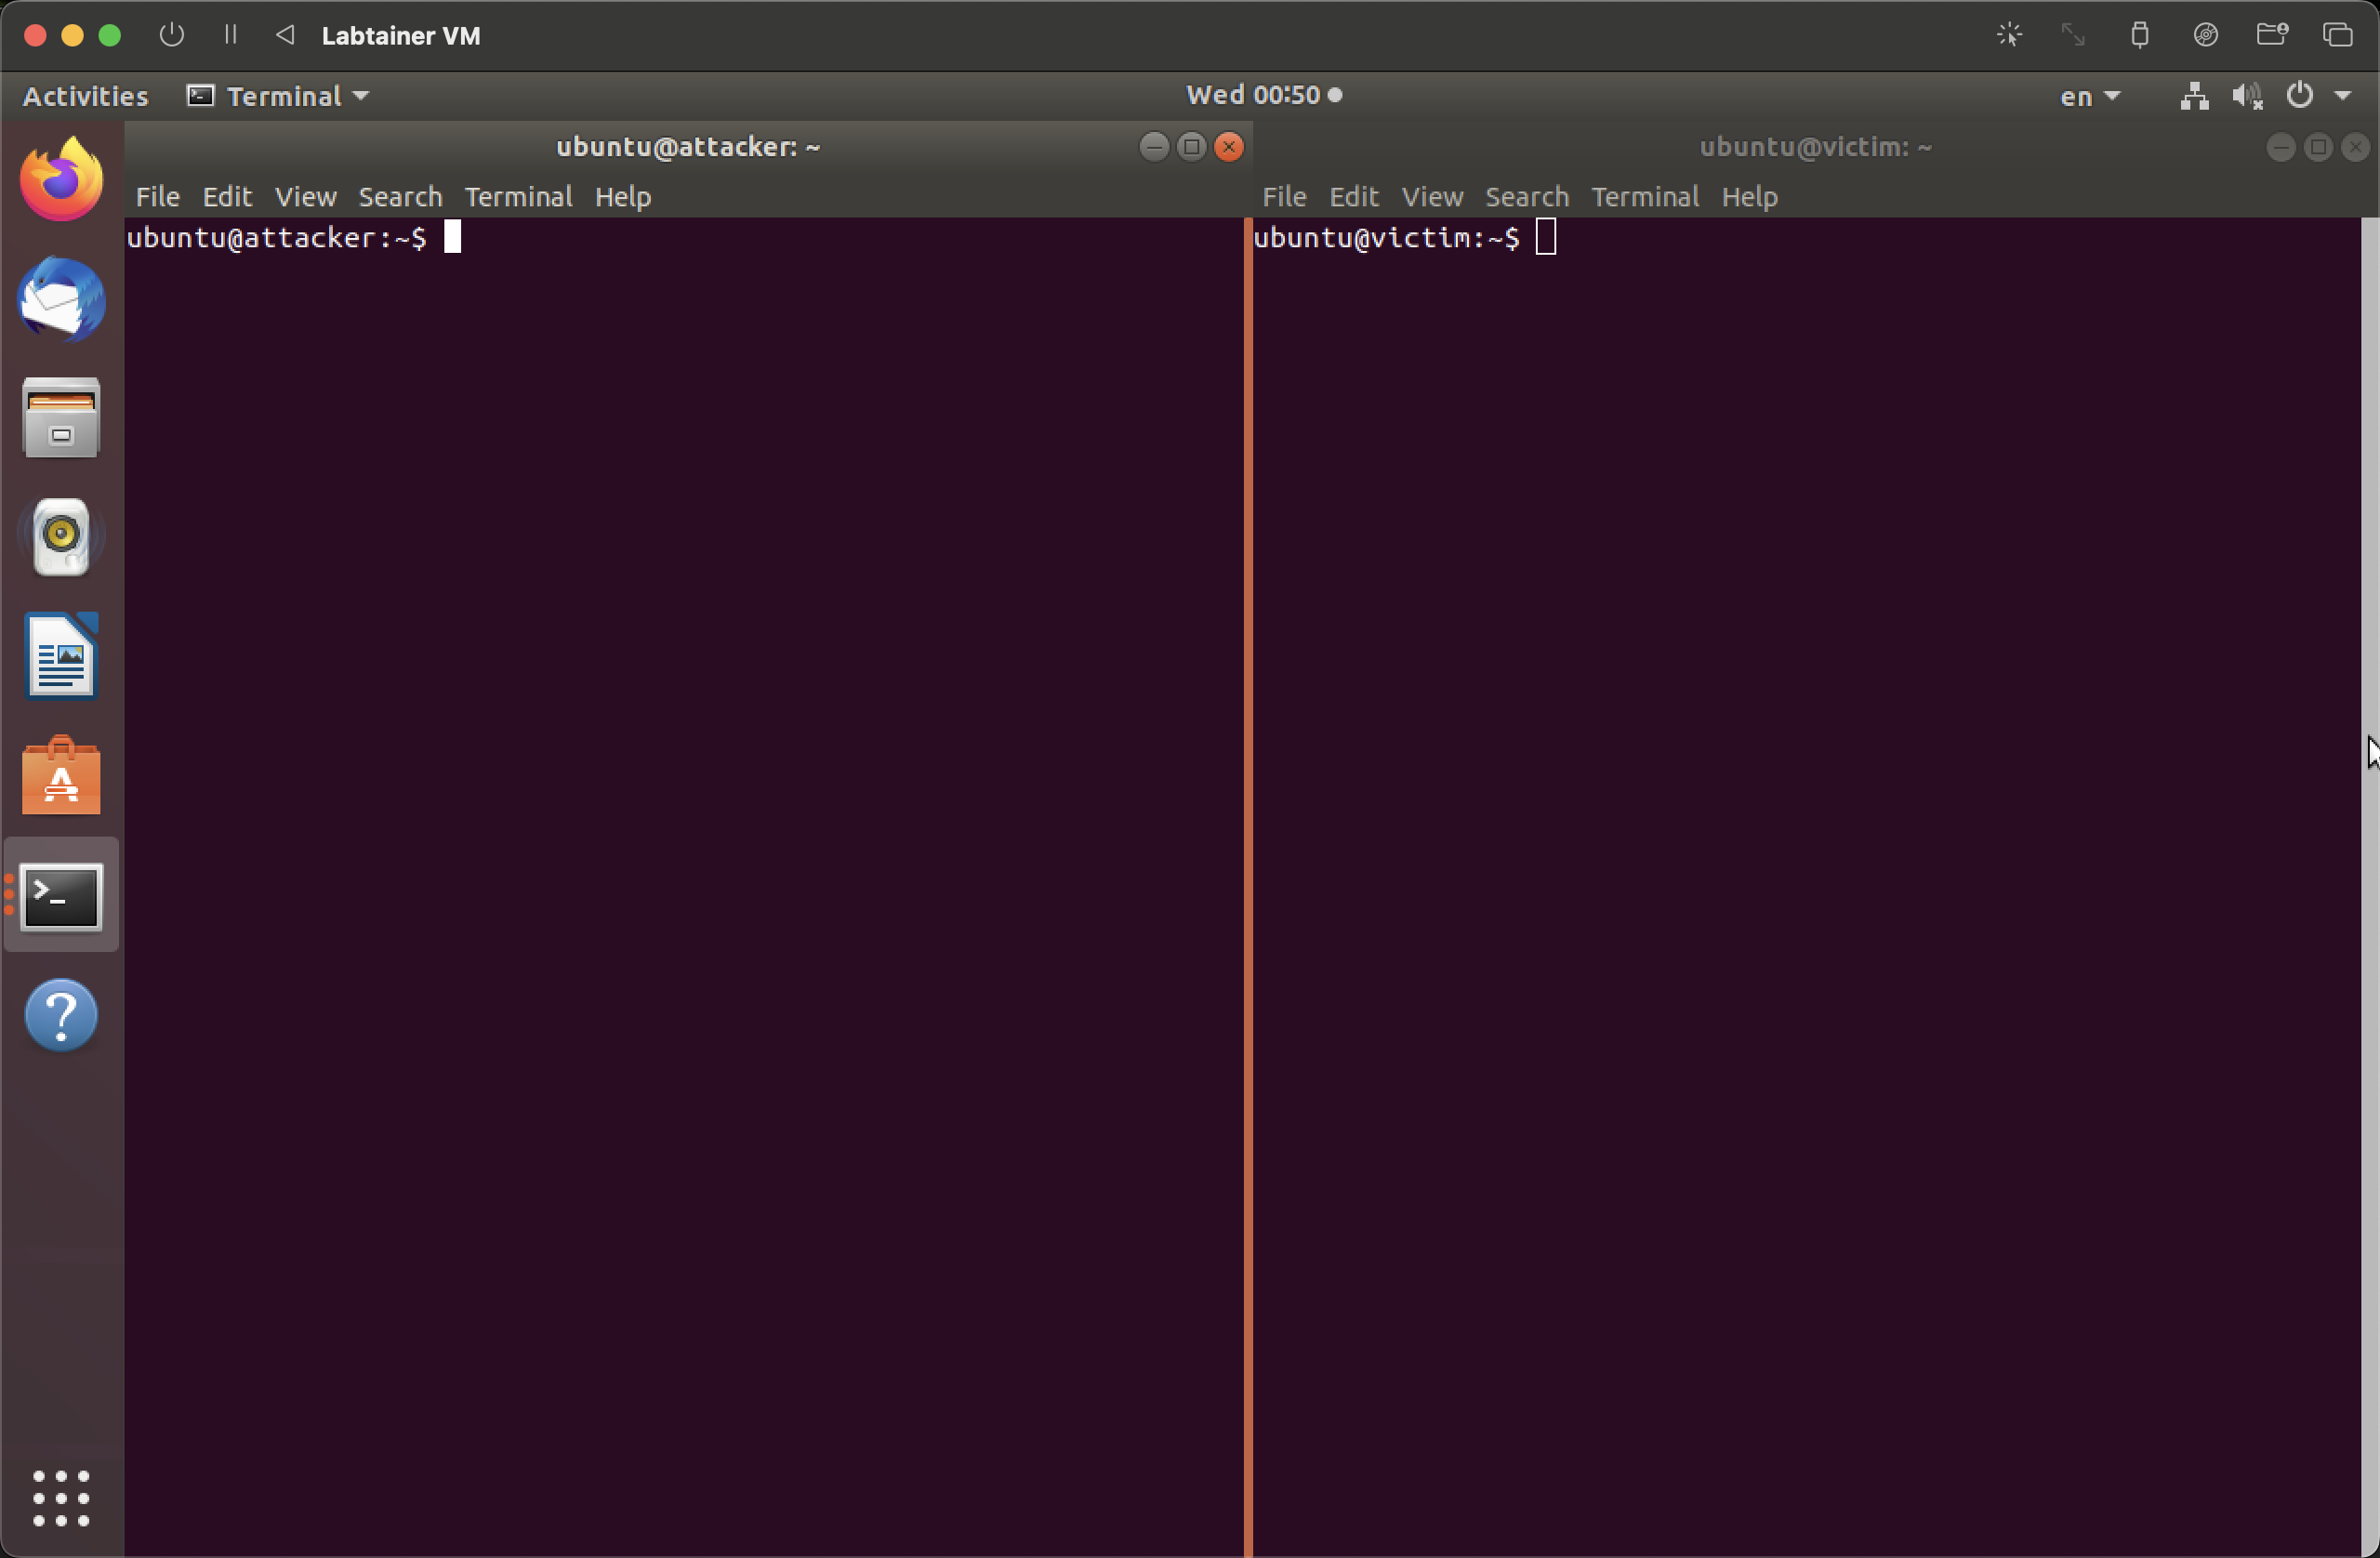 Labtainer VM
Activities Terminal Wed 00:50 en
ubuntu@attacker: ~
File Edit View Search Terminal Help
ubuntu@attacker:~$
ubuntu@victim: ~
File Edit View Search Terminal Help
ubuntu@victim:~$